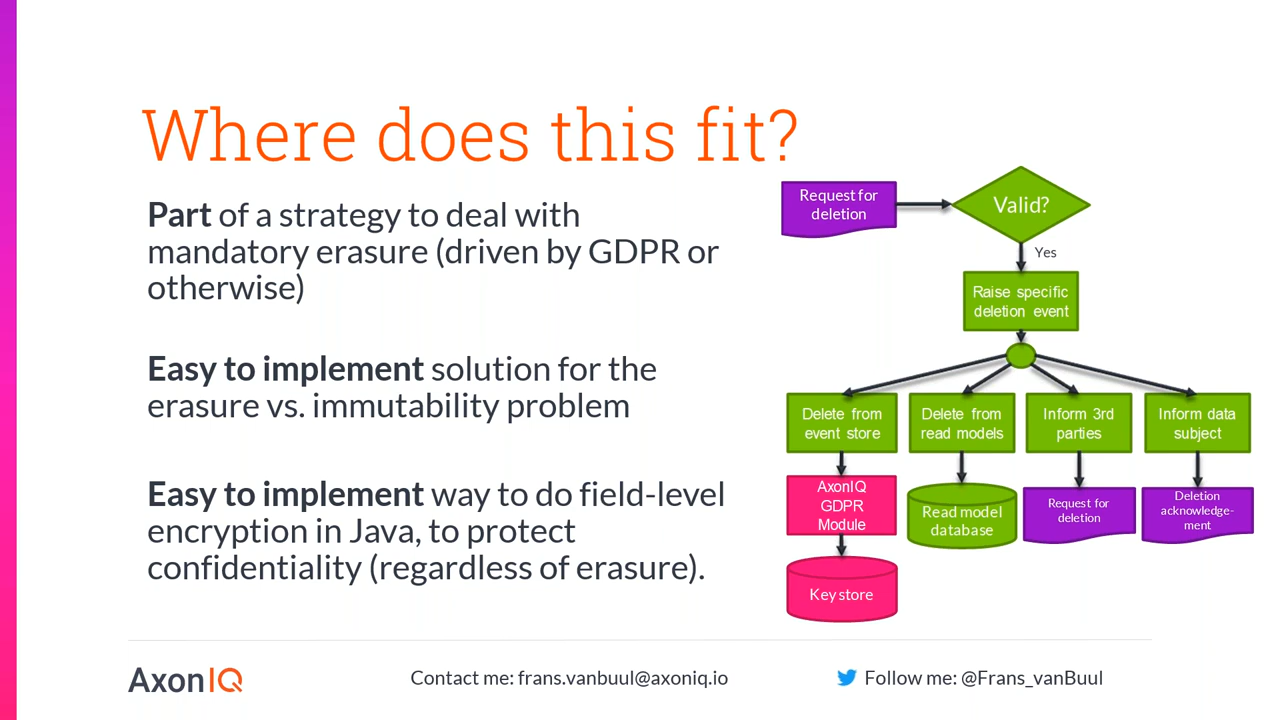 Where does this fit?
Part of a strategy to deal with
mandatory erasure (driven by GDPR or
otherwise)
Easy to implement solution for the
erasure vs. immutability problem
Easy to implement way to do field-level
encryption in Java, to protect
confidentiality (regardless of erasure).
Request for
deletion
Valid?
Yes
Raise specific
deletion event
Delete from
event store
Delete from
read models
Inform 3rd
parties
Inform data
subject
AxonIQ
GDPR
Module
Read model
database
Request for
deletion
Deletion
acknowledge-
ment
Key store
AxonIQ
Contact me: frans.vanbuul@axoniq.io
Follow me: @Frans_vanBuul